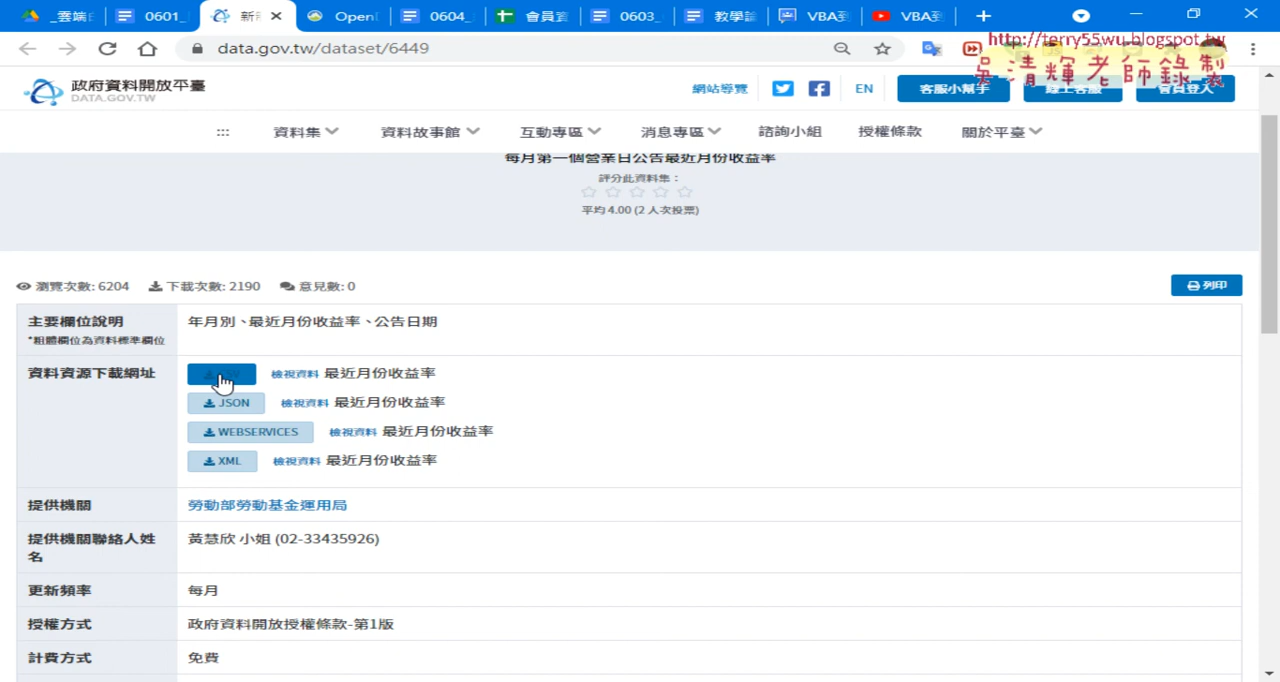 _雲端
0601_
新
OpenT
0604_
會員
0603_
教學
VBA
VBA
data.gov.tw/dataset/6449
http://terry55wu.blogspot.tw
吳清輝老師錄製
政府資料開放平臺
DATA.GOV.TW
網站導覽
EN
客服小幫手
線上客服
會員登入
資料集
資料故事館
互動專區
消息專區
諮詢小組
授權條款
關於平臺
每月第一個營業日公告最近月份收益率
評分此資料集：
平均 4.00 (2 人次投票)
瀏覽次數: 6204 下載次數: 2190 意見數: 0
列印
主要欄位說明
*粗體欄位為資料標準欄位
年月別、最近月份收益率、公告日期
資料資源下載網址
檢視資料 最近月份收益率
JSON 檢視資料 最近月份收益率
WEBSERVICES 檢視資料 最近月份收益率
XML 檢視資料 最近月份收益率
提供機關
勞動部勞動基金運用局
提供機關聯絡人姓
名
黃慧欣 小姐 (02-33435926)
更新頻率
每月
授權方式
政府資料開放授權條款-第1版
計費方式
免費